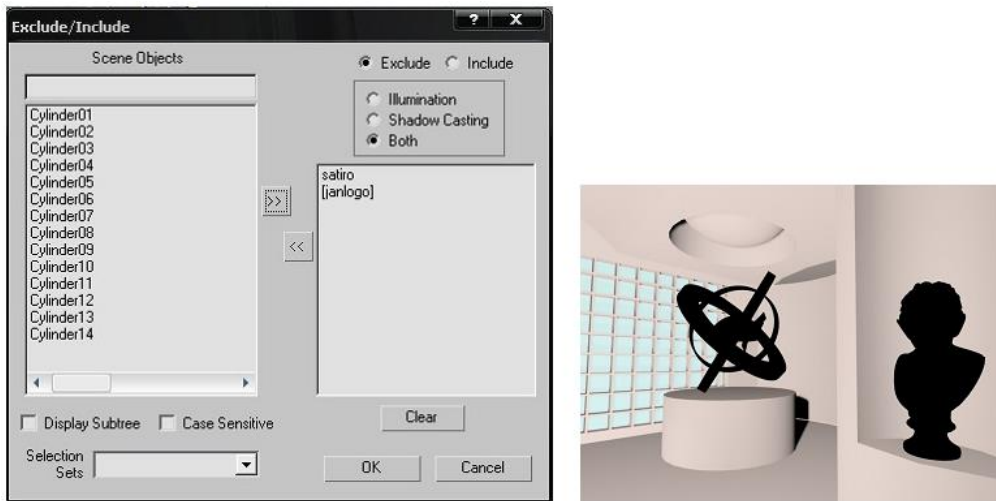 Exclude/Include
? X
Scene Objects
Exclude Include
Illumination
Shadow Casting
Both
Cylinder01
Cylinder02
Cylinder03
Cylinder04
Cylinder05
Cylinder06
Cylinder07
Cylinder08
Cylinder09
Cylinder10
Cylinder11
Cylinder12
Cylinder13
Cylinder14
>>
<<
satiro
[janlogo]
Display Subtree Case Sensitive
Clear
Selection
Sets
OK Cancel